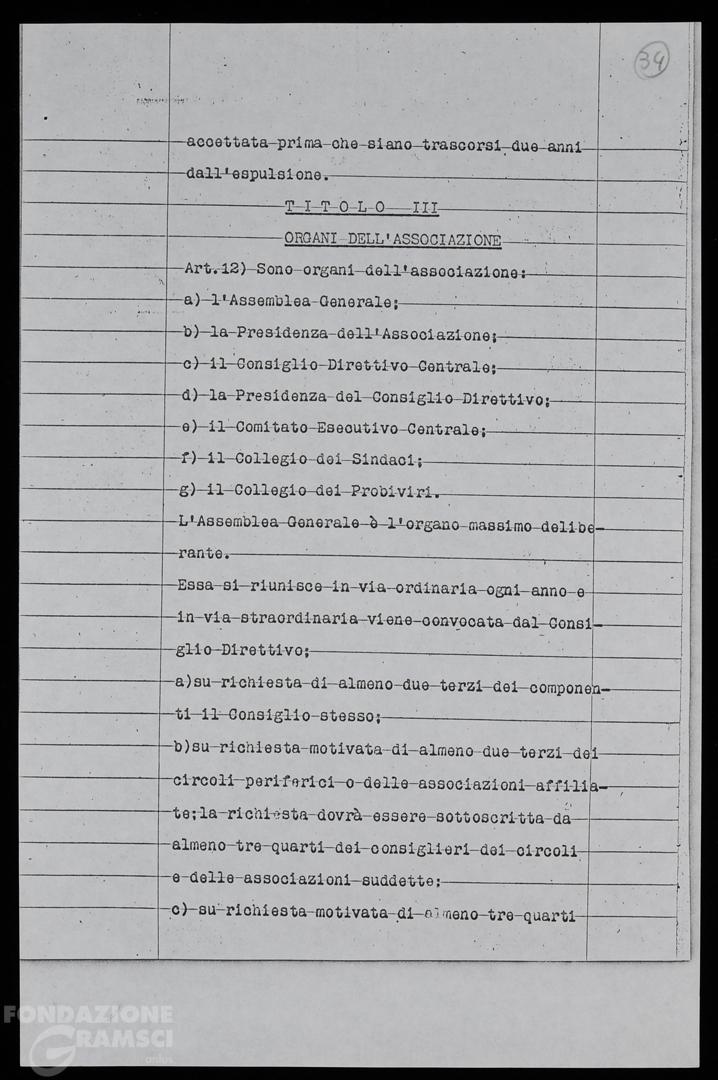 34
accettata prima che siano trascorsi due anni
dall'espulsione.
T I T O L O  III
ORGANI DELL'ASSOCIAZIONE
Art.12) Sono organi dell'associazione:
a) l'Assemblea Generale;
b) la Presidenza dell'Associazione;
c) il Consiglio Direttivo Centrale;
d) la Presidenza del Consiglio Direttivo;
e) il Comitato Esecutivo Centrale;
f) il Collegio dei Sindaci;
g) il Collegio dei Probiviri.
L'Assemblea Generale è l'organo massimo delibe-
rante.
Essa si riunisce in via ordinaria ogni anno e
in via straordinaria viene convocata dal Consi-
glio Direttivo;
a)su richiesta di almeno due terzi dei componen-
ti il Consiglio stesso;
b)su richiesta motivata di almeno due terzi dei
circoli periferici o delle associazioni affilia-
te;la richiesta dovrà essere sottoscritta da
almeno tre quarti dei consiglieri dei circoli
e delle associazioni suddette;
c) su richiesta motivata di almeno tre quarti
FONDAZIONE
GRAMSCI
onlus